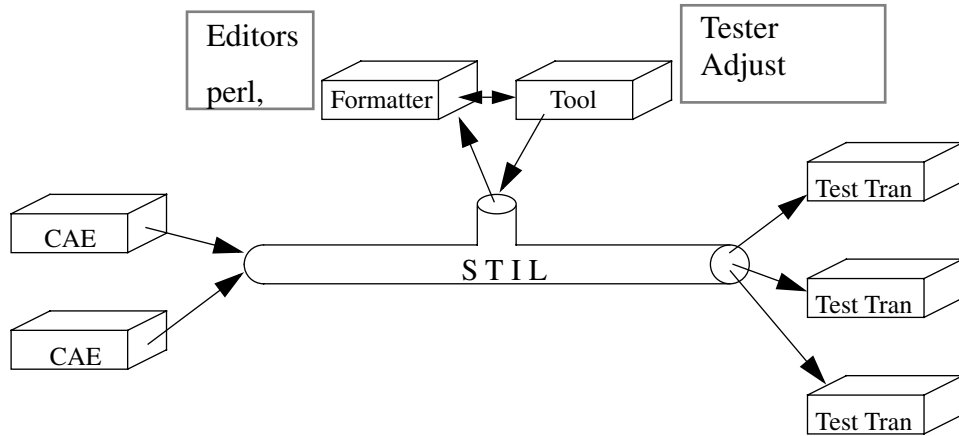 Editors
perl,
Tester
Adjust
Formatter
Tool
Test Tran
CAE
S T I L
Test Tran
CAE
Test Tran